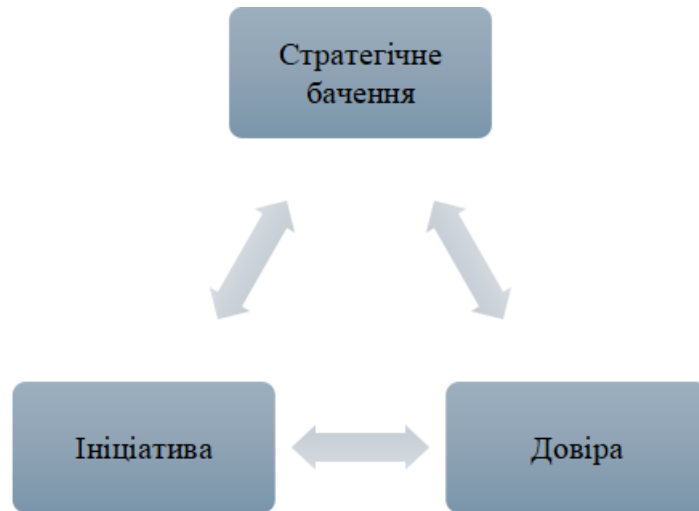 Стратегічне
бачення
Ініціатива
Довіра